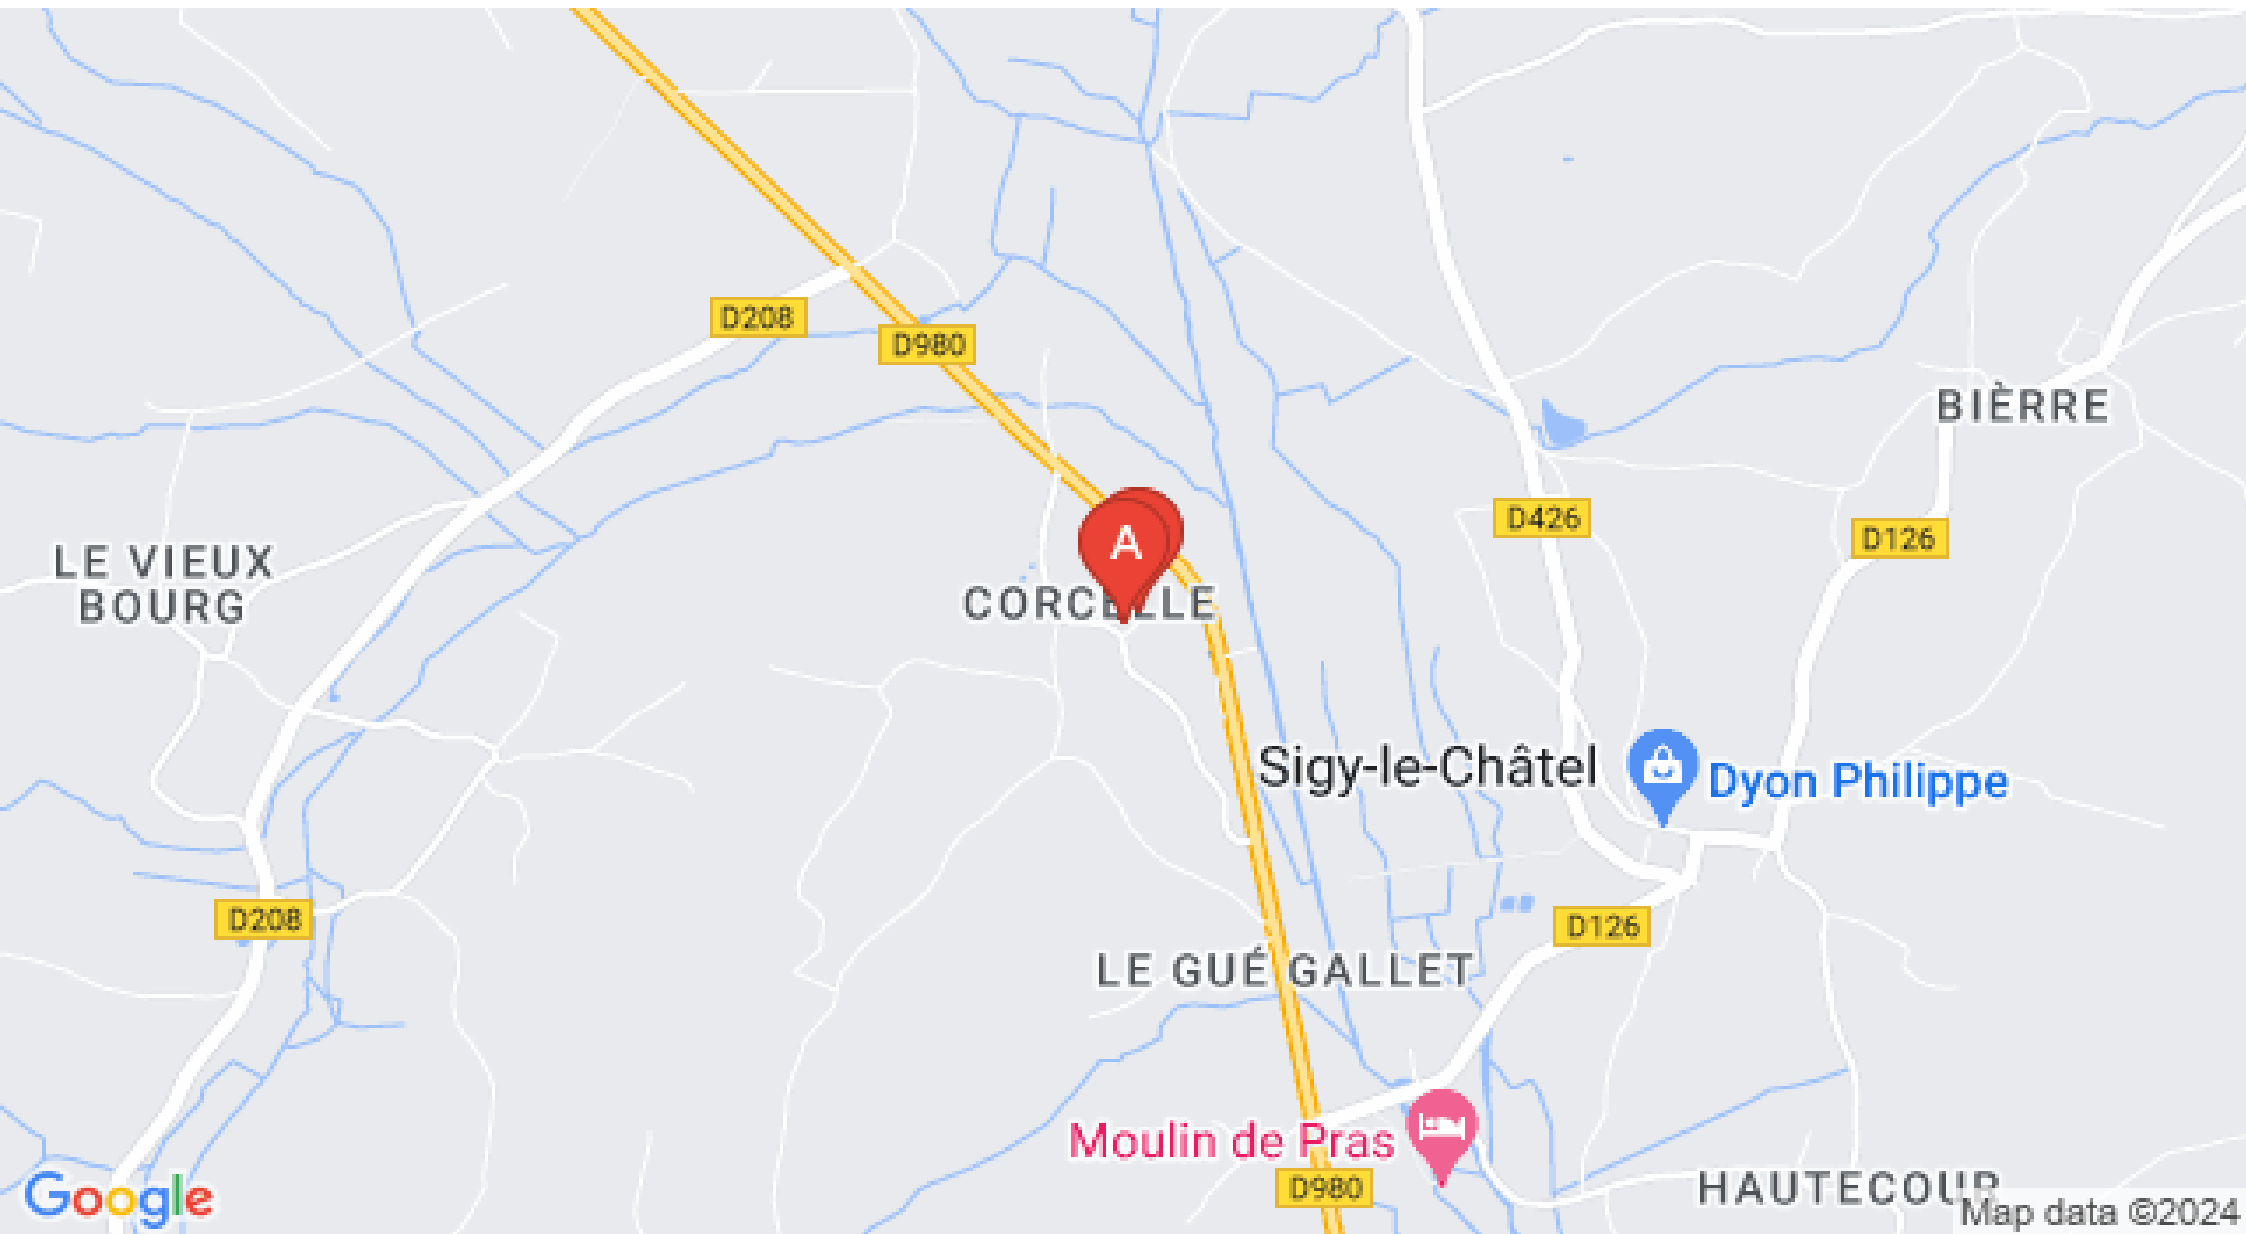 D208
D980
BIÈRRE
D426
D126
A
LE VIEUX
BOURG
CORCELLE
Sigy-le-Châtel
Dyon Philippe
D208
D126
LE GUÉ GALLET
Moulin de Pras
D980
HAUTECOUR
Google
Map data ©2024